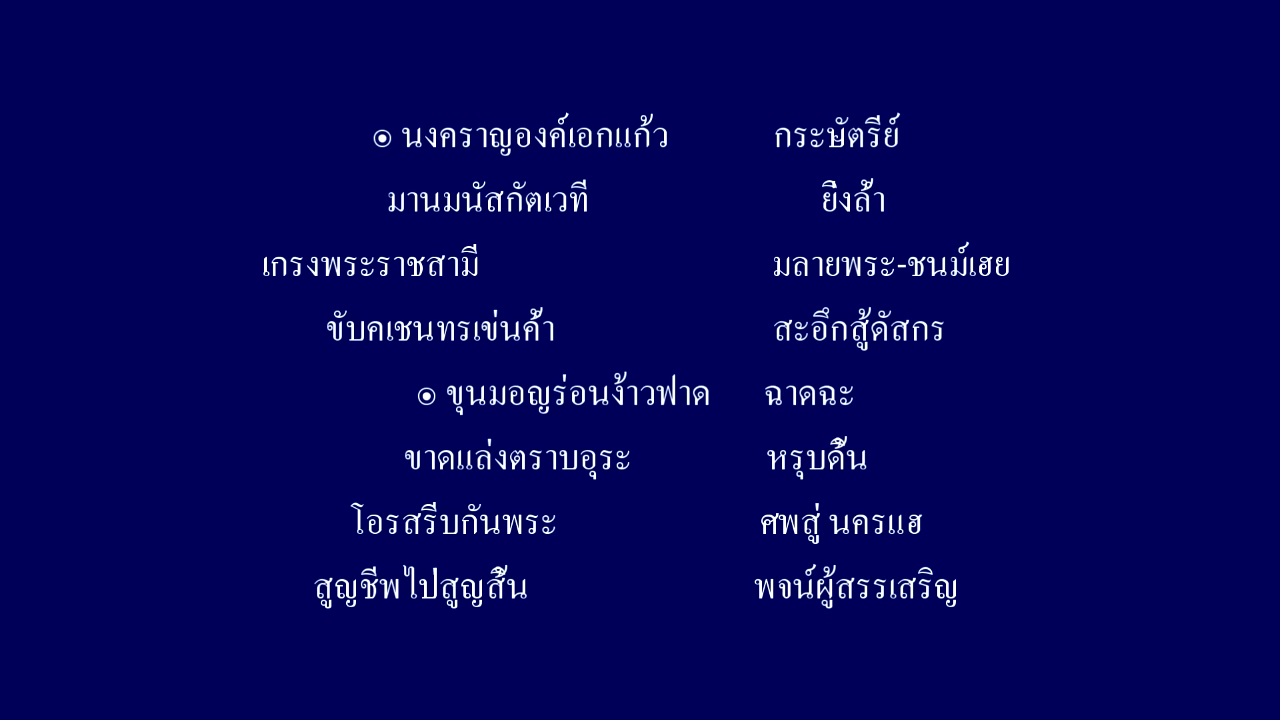 ๏ นงคราญองค์เอกแก้ว กระษัตรีย์
มานมนัสกัตเวที ยิ่งล้ำ
เกรงพระราชสามี มลายพระ-ชนม์เฮย
ขับคเชนทรเข่นค้ำ สะอึกสู้ดัสกร
๏ ขุนมอญร่อนง้าวฟาด ฉาดฉะ
ขาดแล่งตราบอุระ หรุบดิ้น
โอรสรีบกันพระ ศพสู่ นครแฮ
สูญชีพไป่สูญสิ้น พจน์ผู้สรรเสริญ